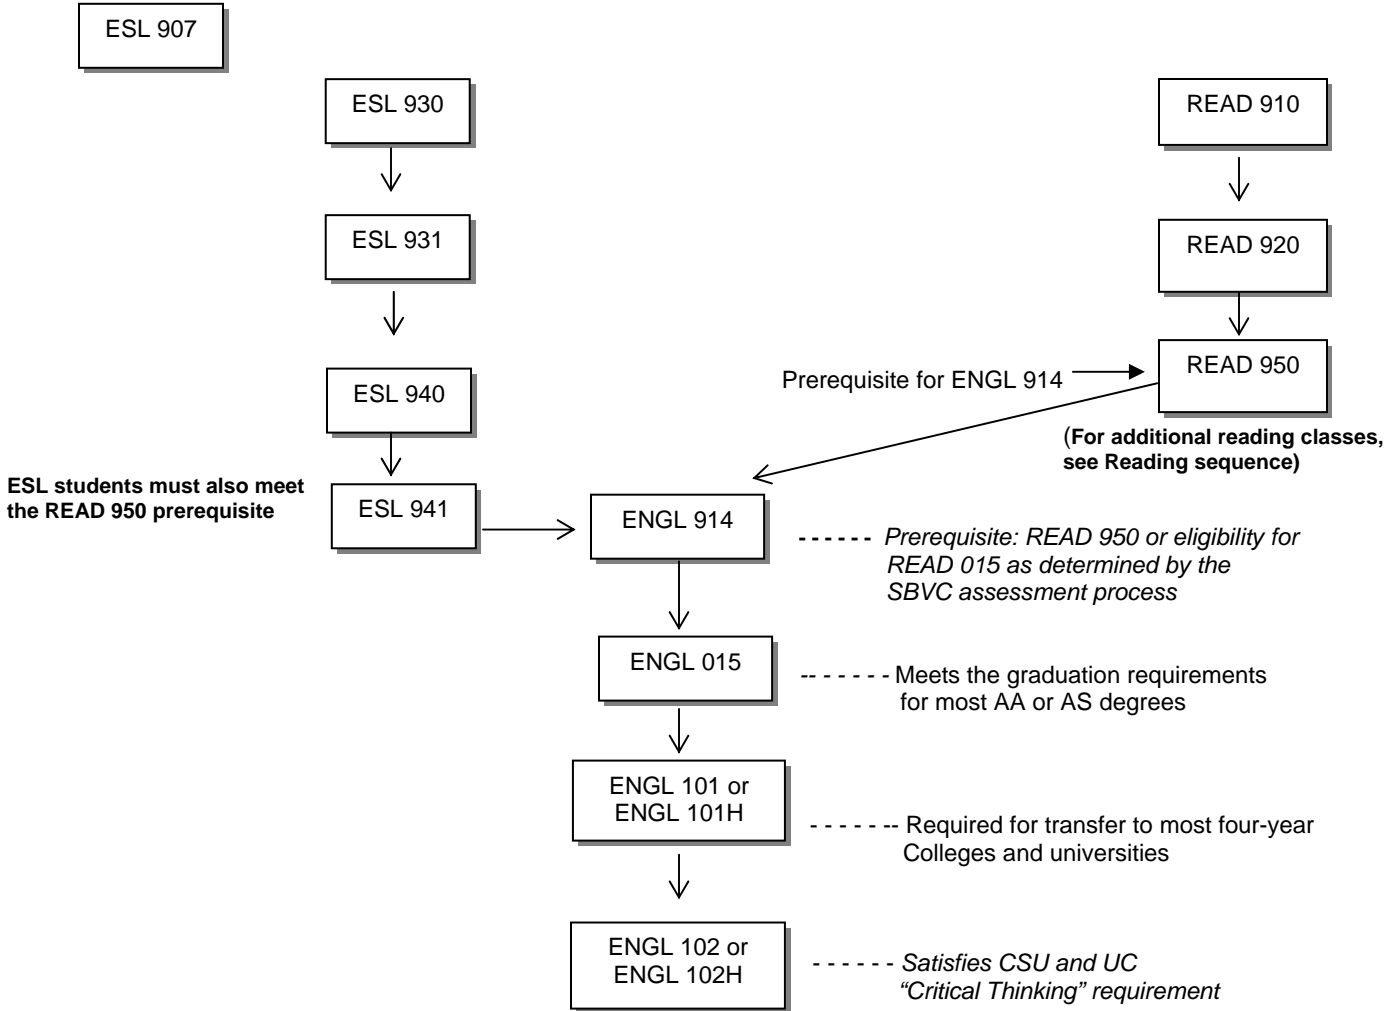 ESL 907
ESL 930
READ 910
ESL 931
READ 920
READ 950
Prerequisite for ENGL 914
ESL 940
(For additional reading classes,
see Reading sequence)
ESL students must also meet
the READ 950 prerequisite
ESL 941
ENGL 914
------ Prerequisite: READ 950 or eligibility for
READ 015 as determined by the
SBVC assessment process
ENGL 015
-- - - - - - Meets the graduation requirements
for most AA or AS degrees
ENGL 101 or
ENGL 101H
- - - - - -- Required for transfer to most four-year
Colleges and universities
ENGL 102 or
ENGL 102H
- - - - - - Satisfies CSU and UC
“Critical Thinking” requirement